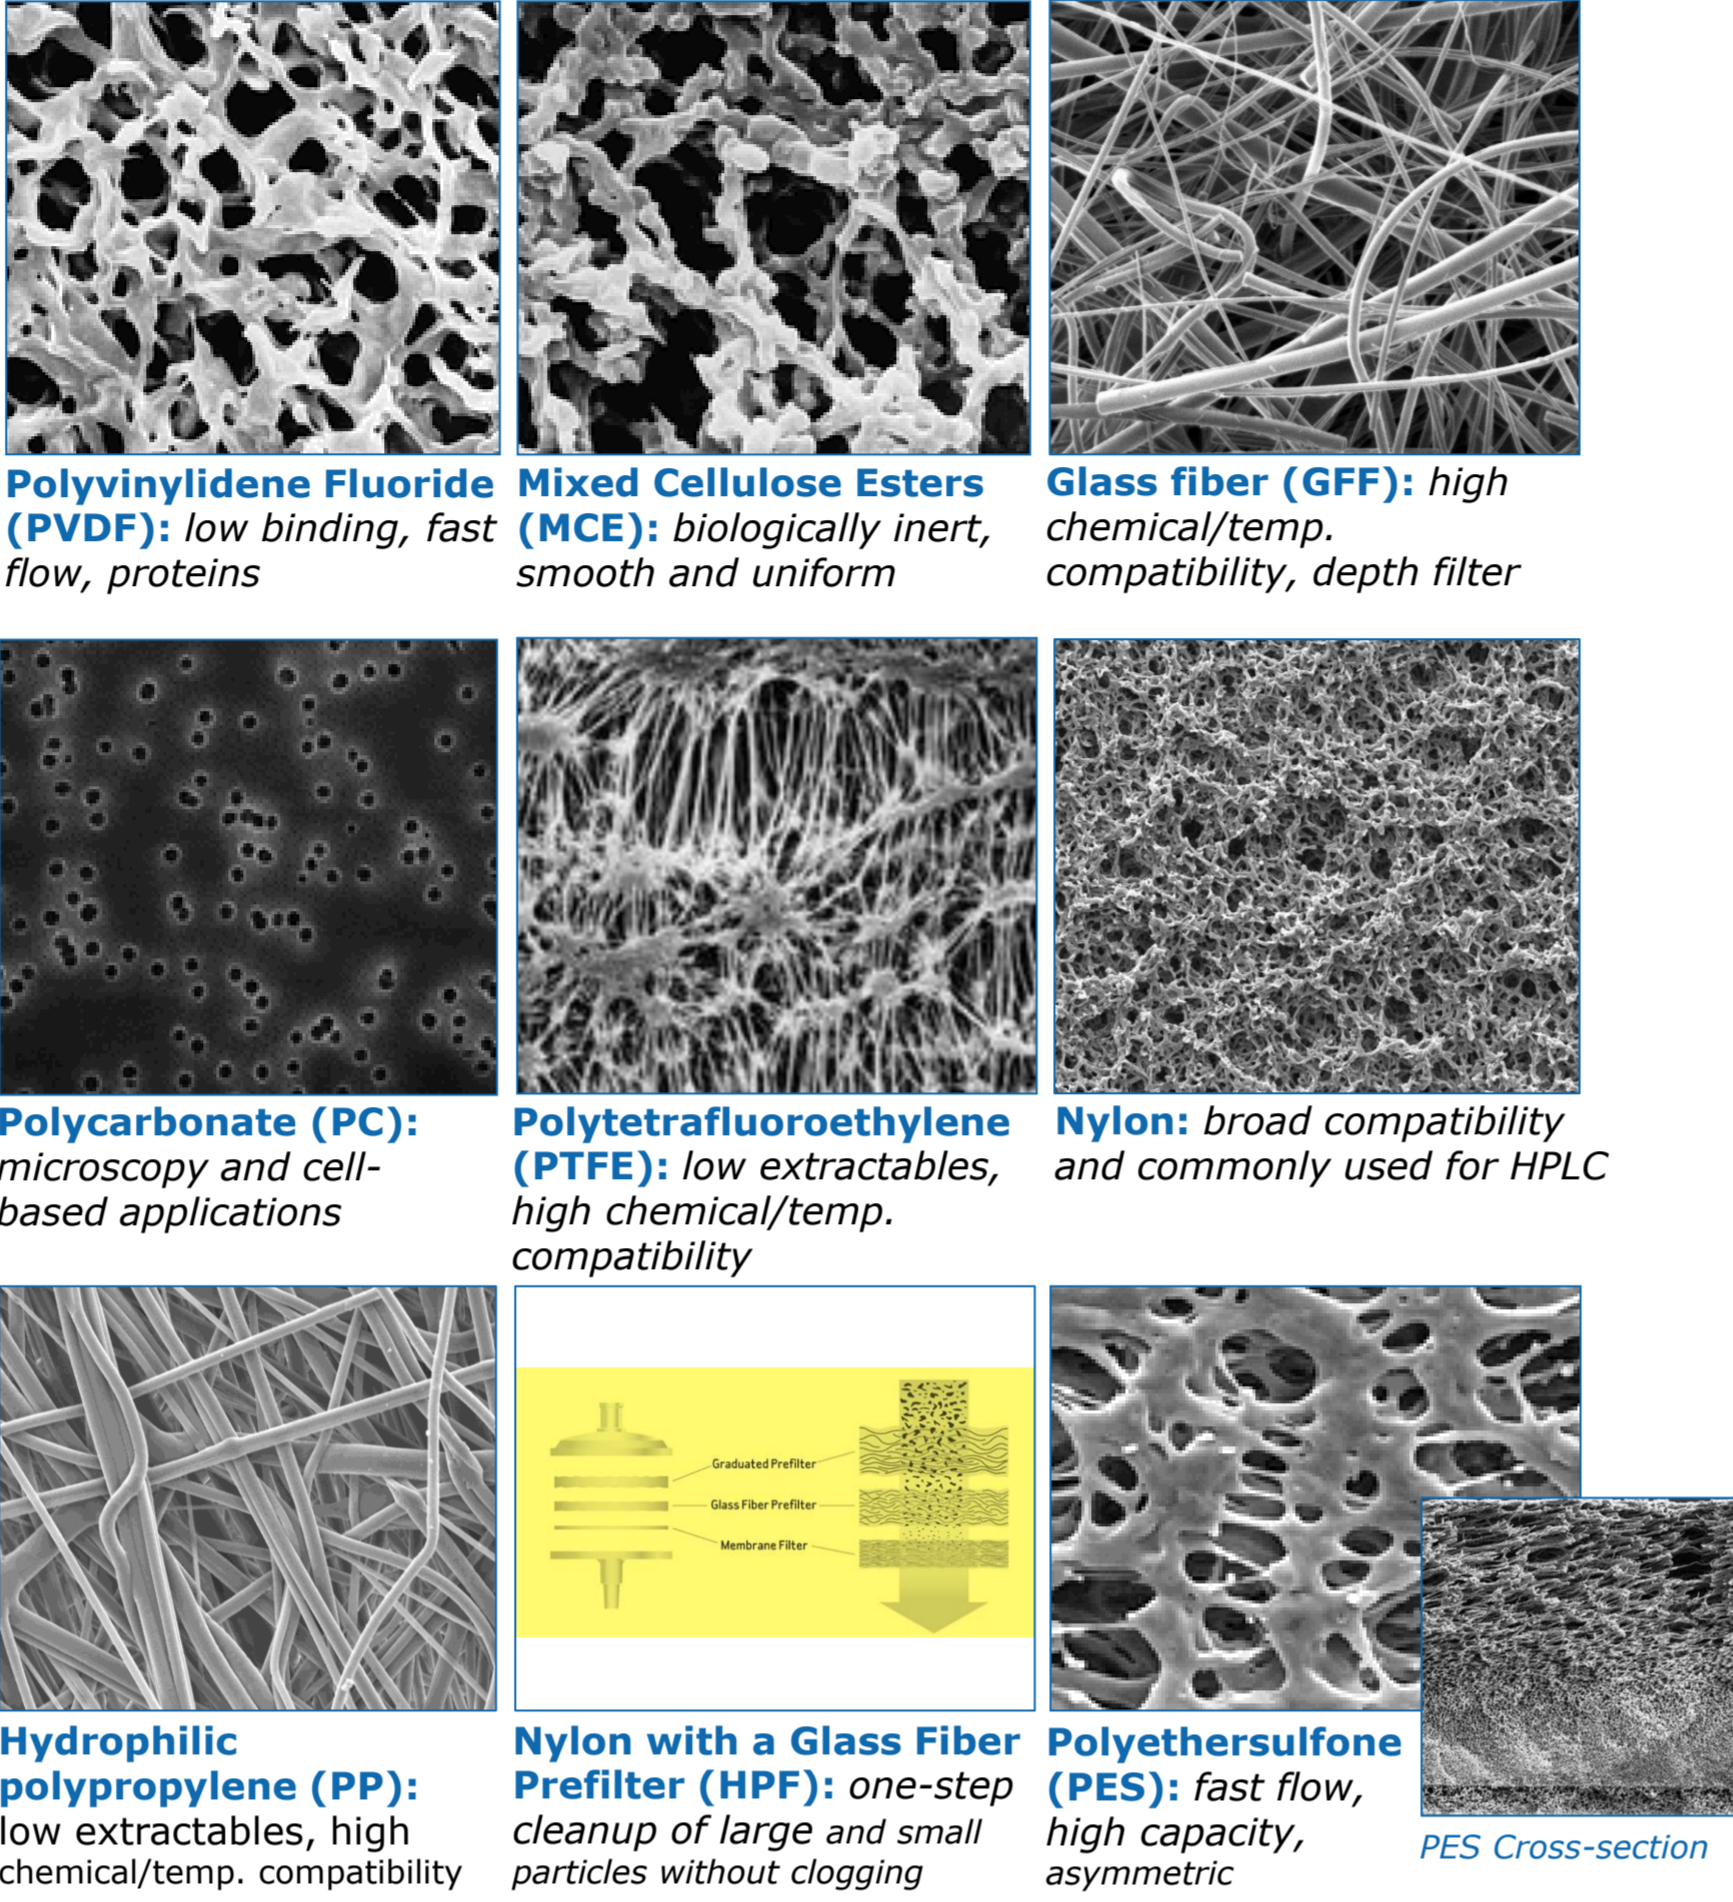 Polyvinylidene Fluoride
(PVDF): low binding, fast
flow, proteins
Mixed Cellulose Esters
(MCE): biologically inert,
smooth and uniform
Glass fiber (GFF): high
chemical/temp.
compatibility, depth filter
Polycarbonate (PC):
microscopy and cell-
based applications
Polytetrafluoroethylene
(PTFE): low extractables,
high chemical/temp.
compatibility
Nylon: broad compatibility
and commonly used for HPLC
Graduated Prefilter
Glass Fiber Prefilter
Membrane Filter
Hydrophilic
polypropylene (PP):
low extractables, high
chemical/temp. compatibility
Nylon with a Glass Fiber
Prefilter (HPF): one-step
cleanup of large and small
particles without clogging
Polyethersulfone
(PES): fast flow,
high capacity,
asymmetric
PES Cross-section